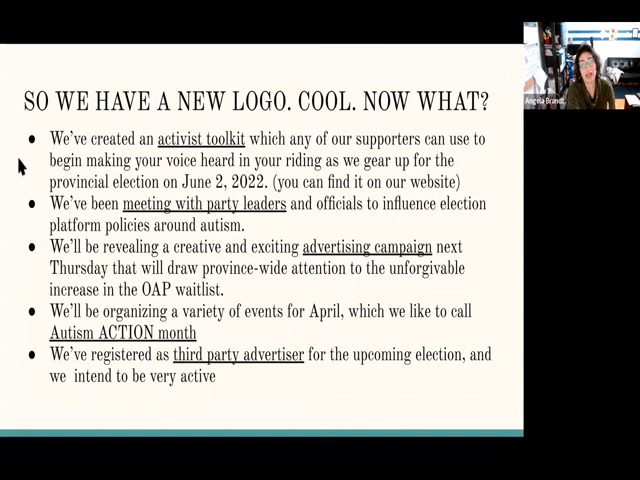 Angela Brandt
SO WE HAVE A NEW LOGO. COOL. NOW WHAT?
● We've created an activist toolkit which any of our supporters can use to
begin making your voice heard in your riding as we gear up for the
provincial election on June 2, 2022. (you can find it on our website)
● We've been meeting with party leaders and officials to influence election
platform policies around autism.
● We'll be revealing a creative and exciting advertising campaign next
Thursday that will draw province-wide attention to the unforgivable
increase in the OAP waitlist.
● We'll be organizing a variety of events for April, which we like to call
Autism ACTION month
● We've registered as third party advertiser for the upcoming election, and
we intend to be very active